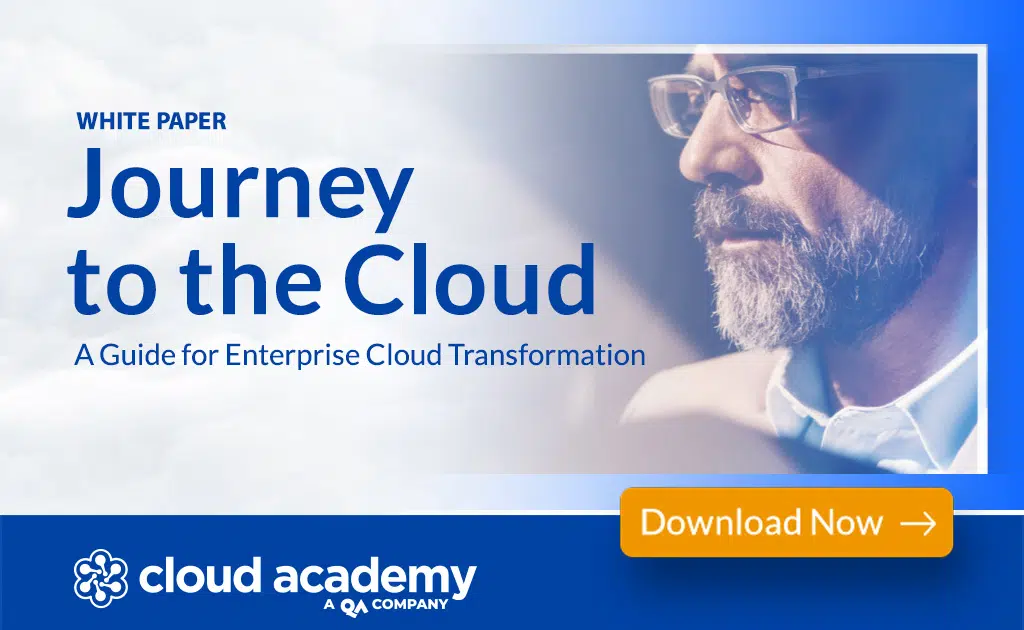 WHITE PAPER
Journey
to the Cloud
A Guide for Enterprise Cloud Transformation
Download Now
cloud academy
A QA COMPANY